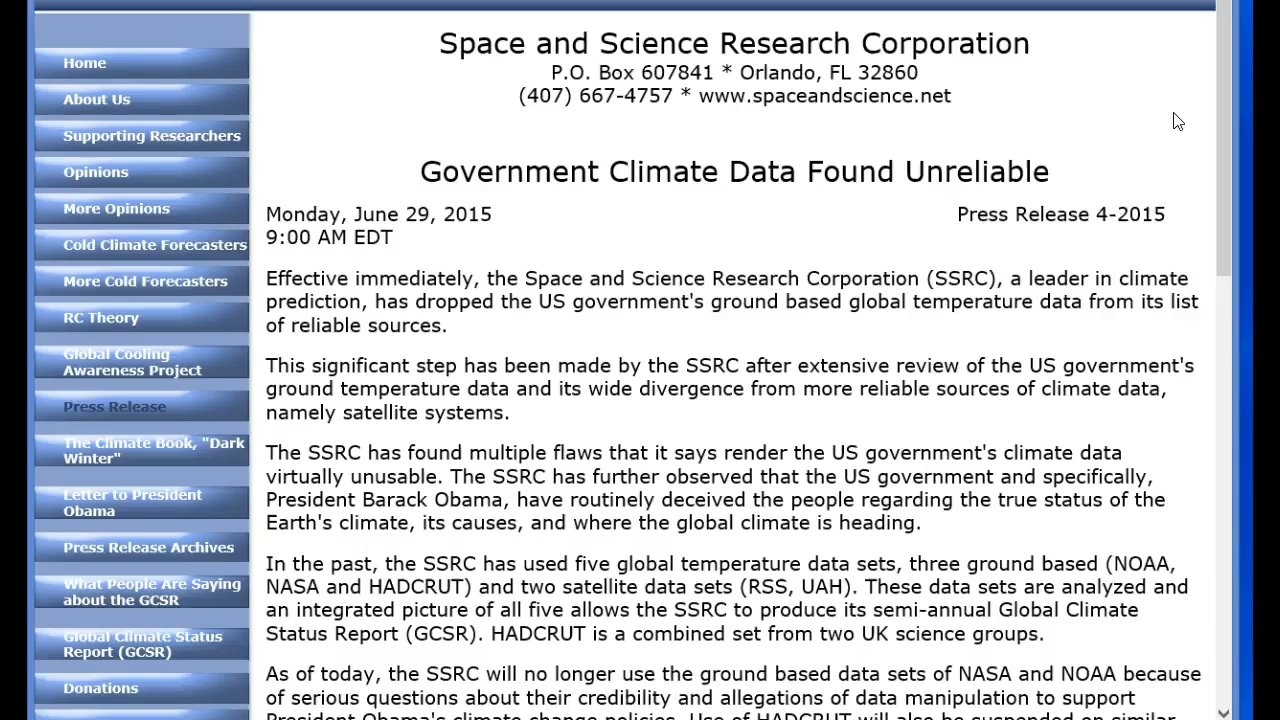 Home
About Us
Supporting Researchers
Opinions
More Opinions
Cold Climate Forecasters
More Cold Forecasters
RC Theory
Global Cooling
Awareness Project
Press Release
The Climate Book, "Dark
Winter"
Letter to President
Obama
Press Release Archives
What People Are Saying
about the GCSR
Global Climate Status
Report (GCSR)
Donations
Space and Science Research Corporation
P.O. Box 607841 * Orlando, FL 32860
(407) 667-4757 * www.spaceandscience.net
Government Climate Data Found Unreliable
Monday, June 29, 2015 Press Release 4-2015
9:00 AM EDT
Effective immediately, the Space and Science Research Corporation (SSRC), a leader in climate
prediction, has dropped the US government's ground based global temperature data from its list
of reliable sources.
This significant step has been made by the SSRC after extensive review of the US government's
ground temperature data and its wide divergence from more reliable sources of climate data,
namely satellite systems.
The SSRC has found multiple flaws that it says render the US government's climate data
virtually unusable. The SSRC has further observed that the US government and specifically,
President Barack Obama, have routinely deceived the people regarding the true status of the
Earth's climate, its causes, and where the global climate is heading.
In the past, the SSRC has used five global temperature data sets, three ground based (NOAA,
NASA and HADCRUT) and two satellite data sets (RSS, UAH). These data sets are analyzed and
an integrated picture of all five allows the SSRC to produce its semi-annual Global Climate
Status Report (GCSR). HADCRUT is a combined set from two UK science groups.
As of today, the SSRC will no longer use the ground based data sets of NASA and NOAA because
of serious questions about their credibility and allegations of data manipulation to support
President Obama's climate change policies. Use of HADCRUT will also be suspended on similar